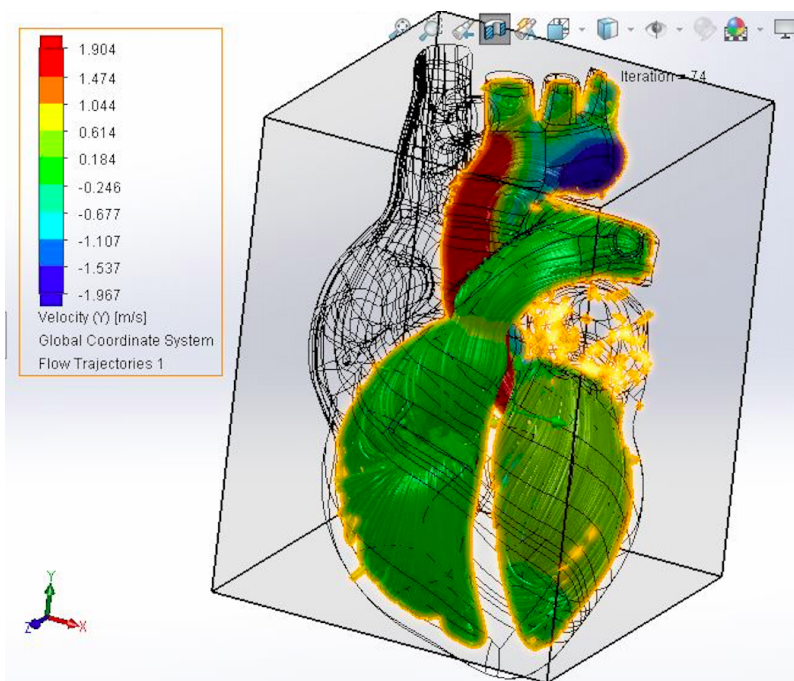 1.904
1.474
1.044
0.614
0.184
-0.246
-0.677
-1.107
-1.537
-1.967
Velocity (Y) [m/s]
Global Coordinate System
Flow Trajectories 1
Iteration = 74
Y
Z
X